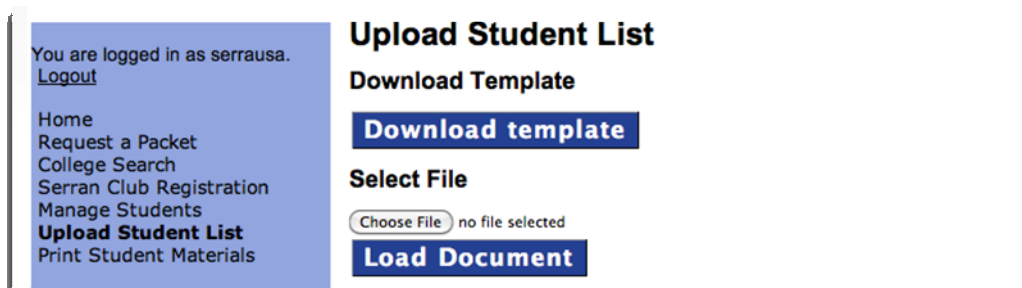 You are logged in as serrausa.
Logout
Home
Request a Packet
College Search
Serran Club Registration
Manage Students
Upload Student List
Print Student Materials
Upload Student List
Download Template
Download template
Select File
Choose File no file selected
Load Document